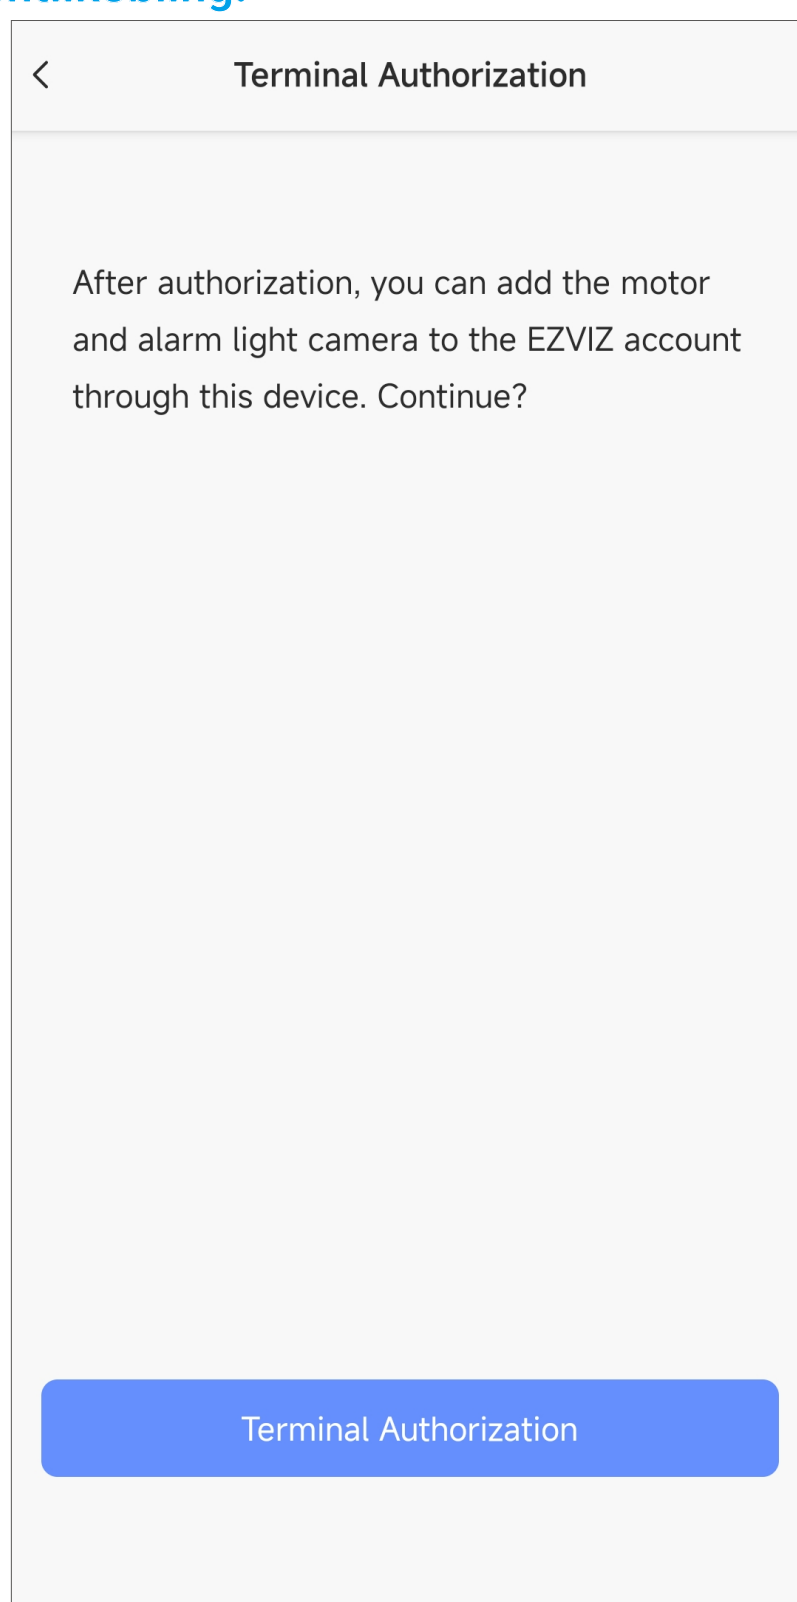 Terminal Authorization
After authorization, you can add the motor
and alarm light camera to the EZVIZ account
through this device. Continue?
Terminal Authorization